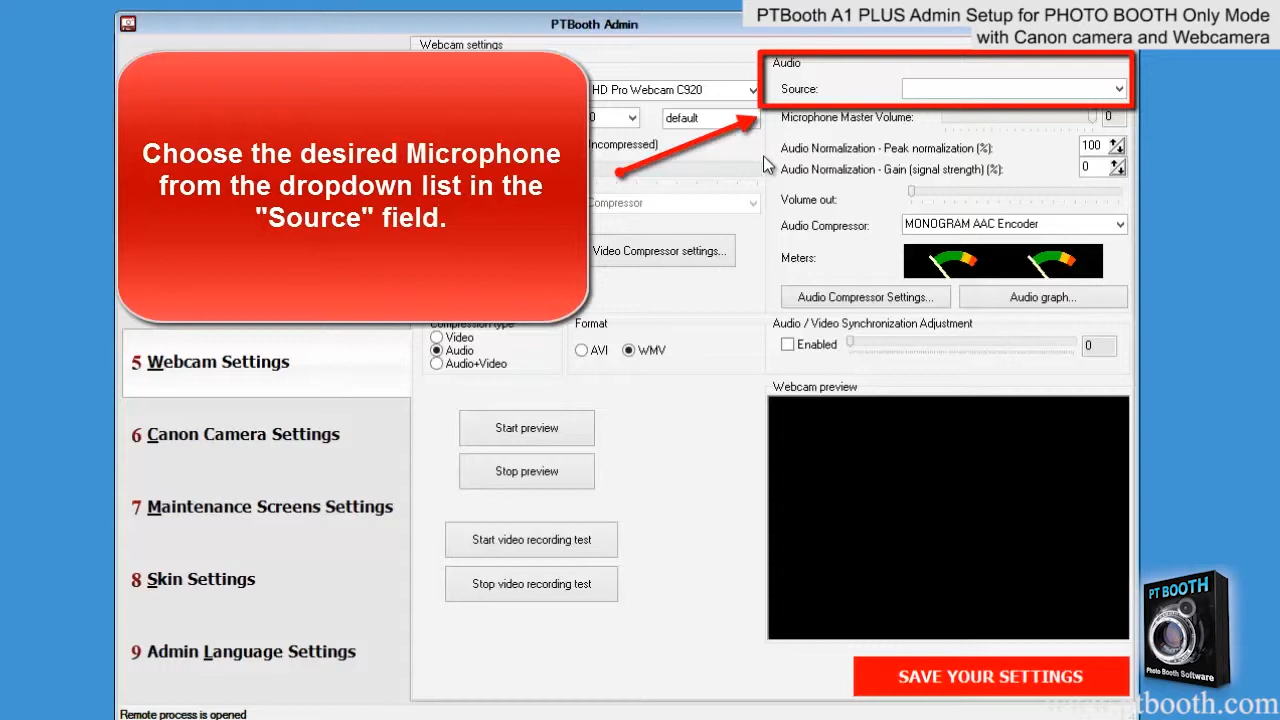 PTBooth Admin
PTBooth A1 PLUS Admin Setup for PHOTO BOOTH Only Mode
with Canon camera and Webcamera
Choose the desired Microphone
from the dropdown list in the
"Source" field.
5 Webcam Settings
6 Canon Camera Settings
7 Maintenance Screens Settings
8 Skin Settings
9 Admin Language Settings
Remote process is opened
Webcam settings
HD Pro Webcam C920
0 default
Compressor
Video Compressor settings...
Compression type
Video
Audio
Audio+Video
Format
AVI WMV
Start preview
Stop preview
Start video recording test
Stop video recording test
Audio
Source:
Microphone Master Volume: 0
Audio Normalization - Peak normalization (%): 100
Audio Normalization - Gain (signal strength) (%): 0
Volume out:
Audio Compressor: MONOGRAM AAC Encoder
Meters:
Audio Compressor Settings... Audio graph...
Audio / Video Synchronization Adjustment
Enabled 0
Webcam preview
SAVE YOUR SETTINGS
PT BOOTH
Photo Booth Software
www.ptbooth.com